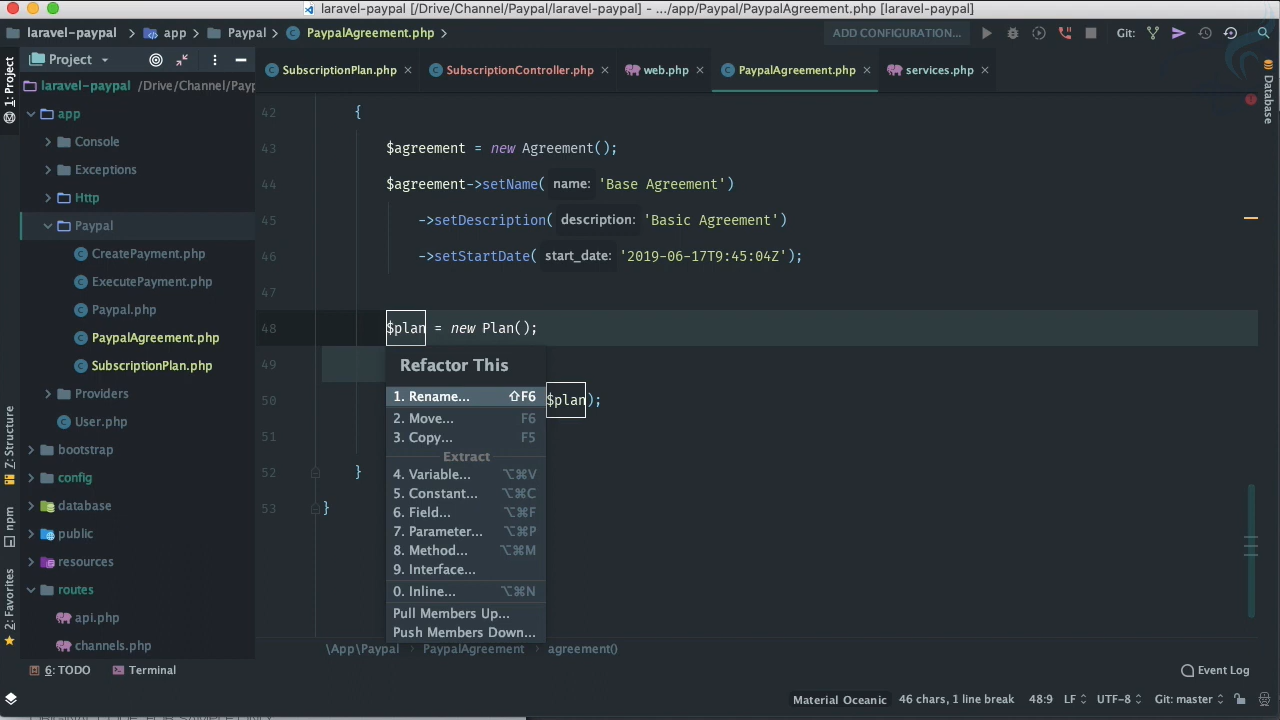 laravel-paypal [/Drive/Channel/Paypal/laravel-paypal] - .../app/Paypal/PaypalAgreement.php [laravel-paypal]
laravel-paypal app Paypal PaypalAgreement.php ADD CONFIGURATION... Git:
Project SubscriptionPlan.php SubscriptionController.php web.php PaypalAgreement.php services.php
1: Project
Database
laravel-paypal /Drive/Channel/Payp
app
Console
Exceptions
Http
Paypal
CreatePayment.php
ExecutePayment.php
Paypal.php
PaypalAgreement.php
SubscriptionPlan.php
Providers
User.php
bootstrap
config
database
public
resources
routes
api.php
channels.php
Z: Structure
npm
2: Favorites
42 {
43 $agreement = new Agreement();
44 $agreement->setName( name: 'Base Agreement')
45 ->setDescription( description: 'Basic Agreement')
46 ->setStartDate( start_date: '2019-06-17T9:45:04Z');
47
48 $plan = new Plan();
49
50 $plan);
51
52 }
53 }
Refactor This
1. Rename... ⇧F6
2. Move... F6
3. Copy... F5
Extract
4. Variable... ⌥⌘V
5. Constant... ⌥⌘C
6. Field... ⌥⌘F
7. Parameter... ⌥⌘P
8. Method... ⌥⌘M
9. Interface...
0. Inline... ⌥⌘N
Pull Members Up...
Push Members Down...
\App\Paypal PaypalAgreement agreement()
6: TODO Terminal Event Log
Material Oceanic 46 chars, 1 line break 48:9 LF UTF-8 Git: master